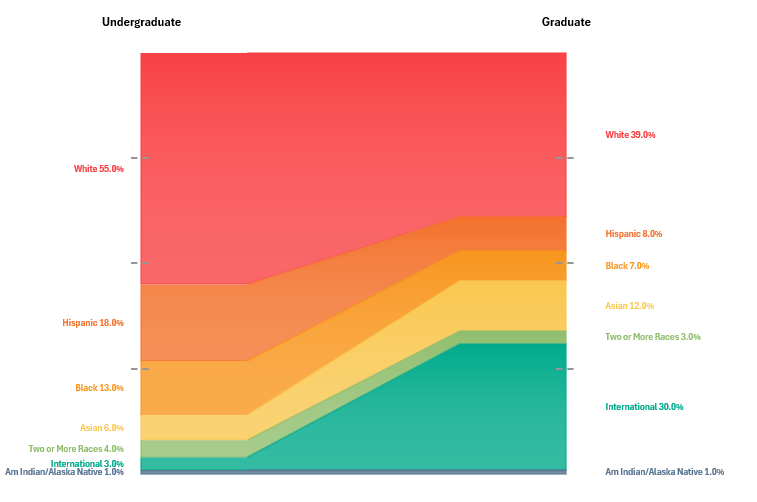 Undergraduate
Graduate
White 55.0%
Hispanic 18.0%
Black 13.0%
Asian 6.0%
Two or More Races 4.0%
International 3.0%
Am Indian/Alaska Native 1.0%
White 39.0%
Hispanic 8.0%
Black 7.0%
Asian 12.0%
Two or More Races 3.0%
International 30.0%
Am Indian/Alaska Native 1.0%